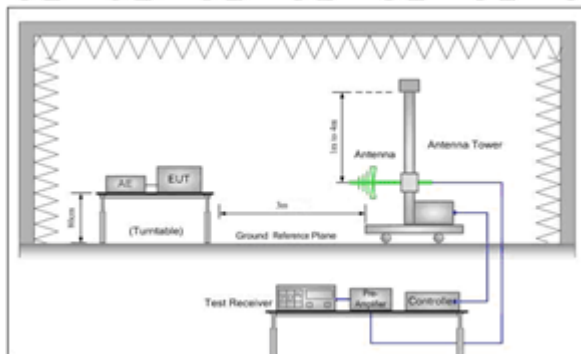 1m to 4m
Antenna
Antenna Tower
AE
EUT
80cm
(Turntable)
3m
Ground Reference Plane
Test Receiver
Pre-
Amplifier
Controller